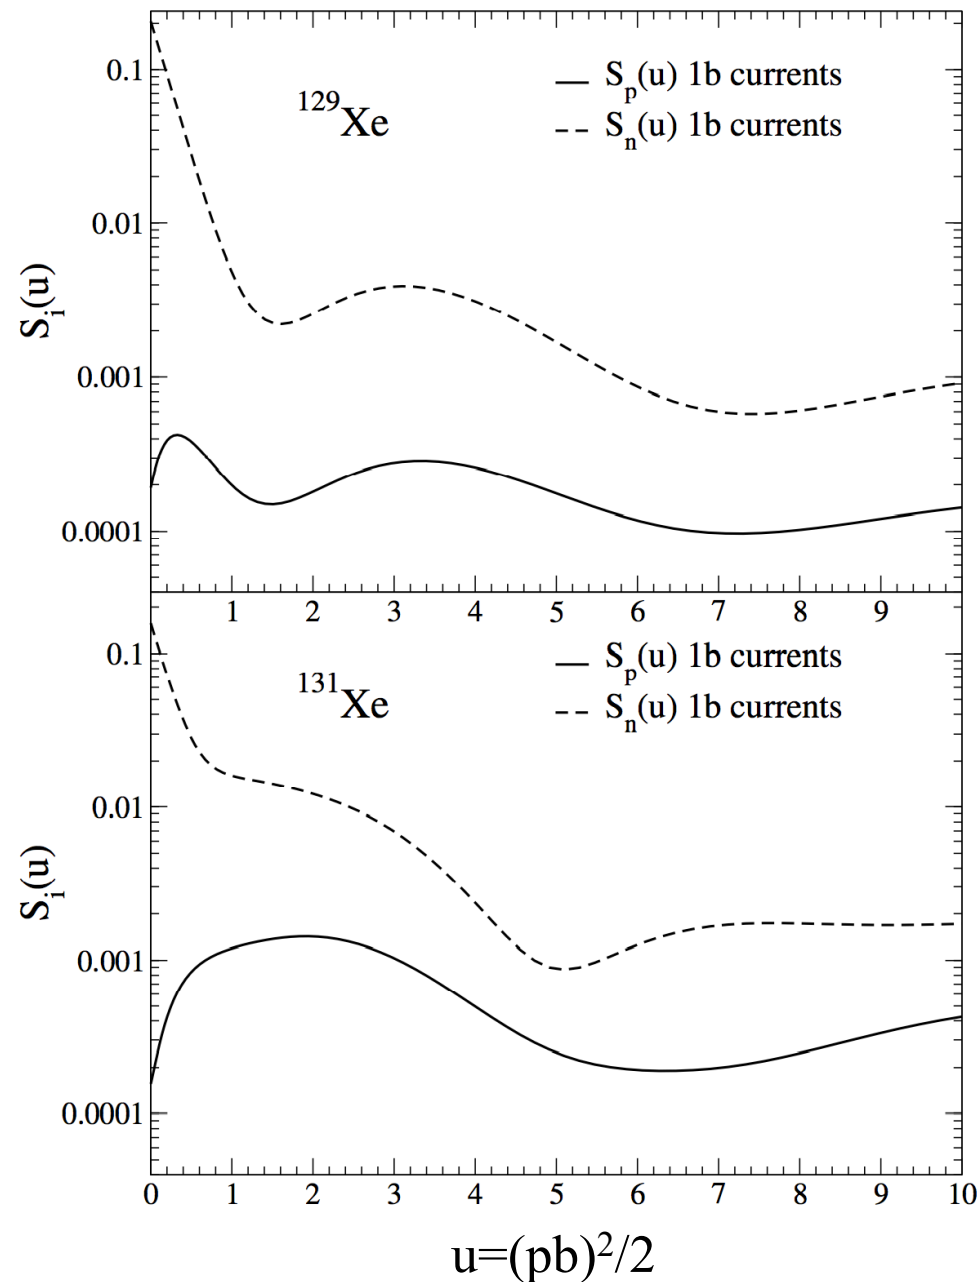 0.1
0.01
0.001
0.0001
S_i(u)
^129Xe
S_p(u) 1b currents
S_n(u) 1b currents
1 2 3 4 5 6 7 8 9
0.1
0.01
0.001
0.0001
S_i(u)
^131Xe
S_p(u) 1b currents
S_n(u) 1b currents
0 1 2 3 4 5 6 7 8 9 10
u=(pb)²/2